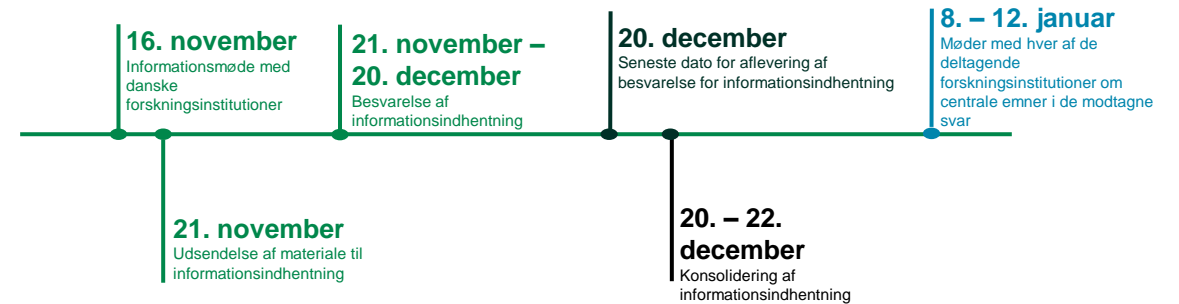 16. november
Informationsmøde med
danske
forskningsinstitutioner
21. november –
20. december
Besvarelse af
informationsindhentning
20. december
Seneste dato for aflevering af
besvarelse for informationsindhentning
8. – 12. januar
Møder med hver af de
deltagende
forskningsinstitutioner om
centrale emner i de modtagne
svar
21. november
Udsendelse af materiale til
informationsindhentning
20. – 22.
december
Konsolidering af
informationsindhentning